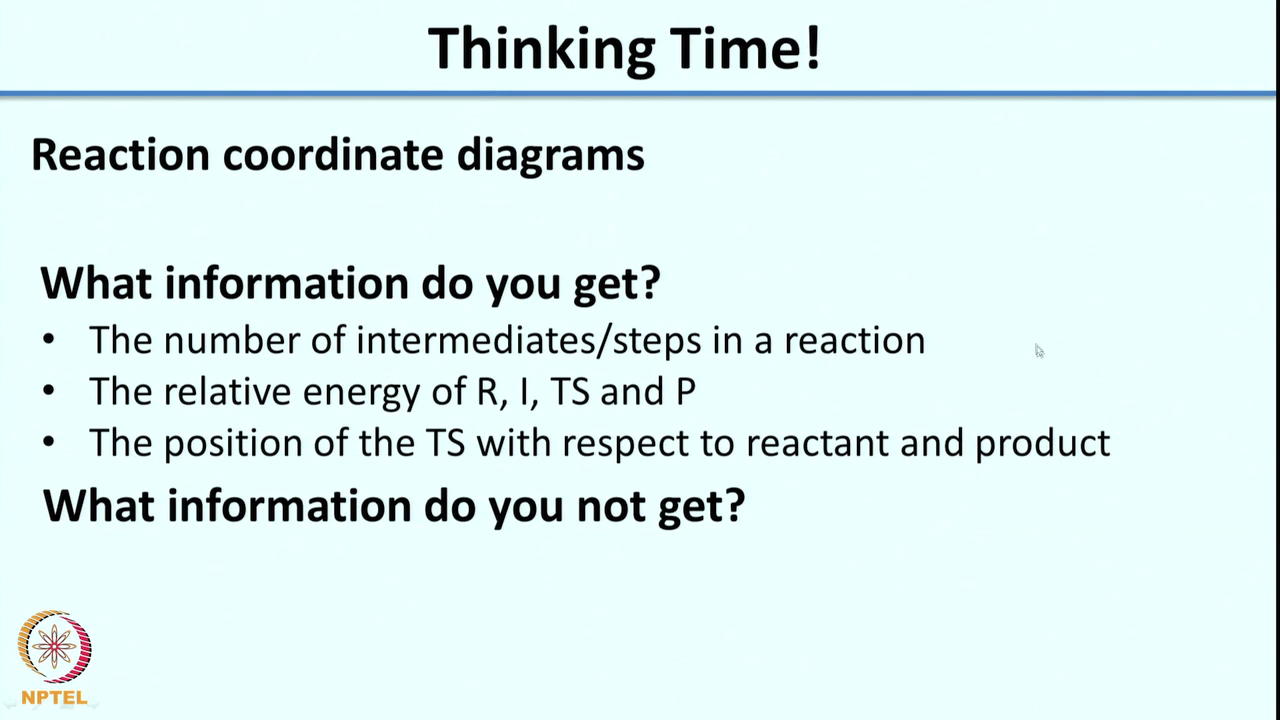 Thinking Time!
Reaction coordinate diagrams
What information do you get?
• The number of intermediates/steps in a reaction
• The relative energy of R, I, TS and P
• The position of the TS with respect to reactant and product
What information do you not get?
NPTEL